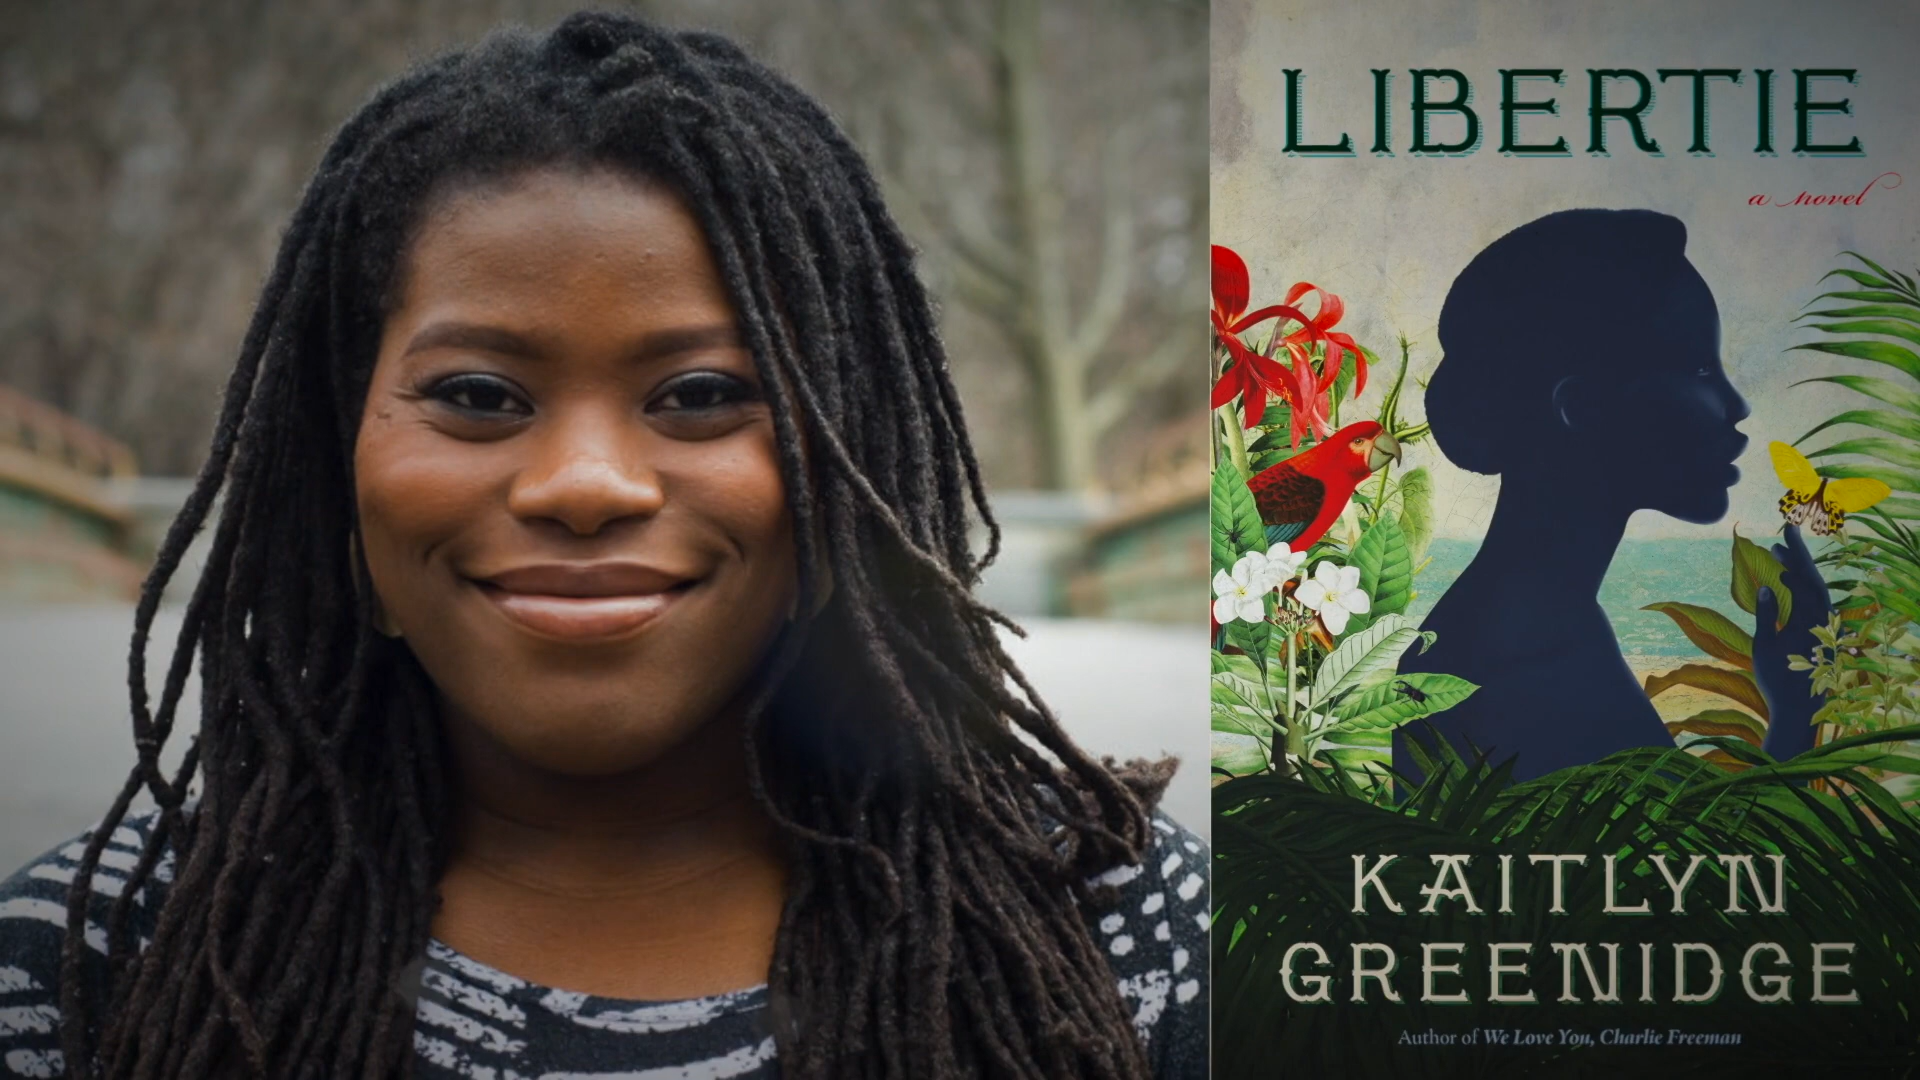 LIBERTIE
a novel
KAITLYN
GREENIDGE
Author of We Love You, Charlie Freeman